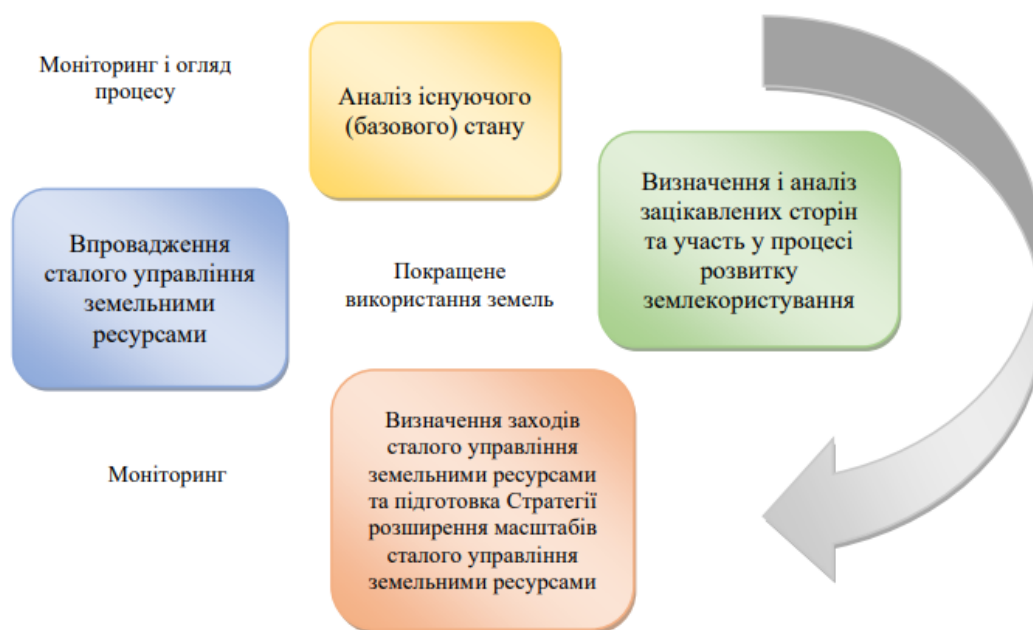 Моніторинг і огляд
процесу
Аналіз існуючого
(базового) стану
Визначення і аналіз
зацікавлених сторін
та участь у процесі
розвитку
землекористування
Впровадження
сталого управління
земельними
ресурсами
Покращене
використання земель
Визначення заходів
сталого управління
земельними ресурсами
та підготовка Стратегії
розширення масштабів
сталого управління
земельними ресурсами
Моніторинг